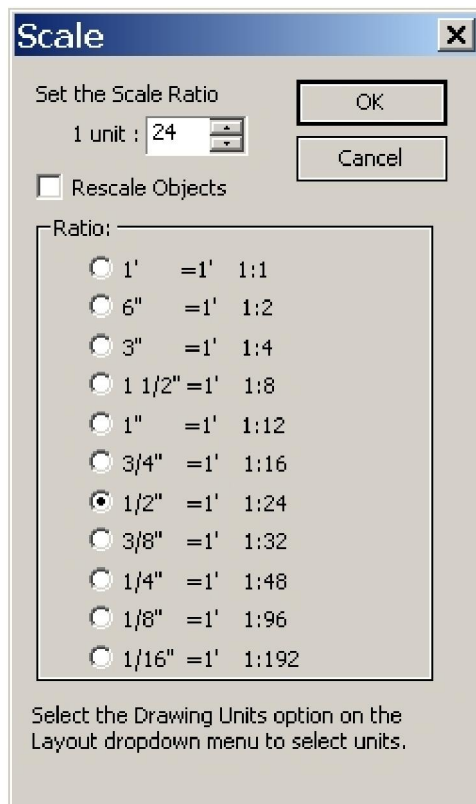 Scale
Set the Scale Ratio
1 unit : 24
OK
Cancel
Rescale Objects
Ratio:
1' =1' 1:1
6" =1' 1:2
3" =1' 1:4
1 1/2" =1' 1:8
1" =1' 1:12
3/4" =1' 1:16
1/2" =1' 1:24
3/8" =1' 1:32
1/4" =1' 1:48
1/8" =1' 1:96
1/16" =1' 1:192
Select the Drawing Units option on the
Layout dropdown menu to select units.